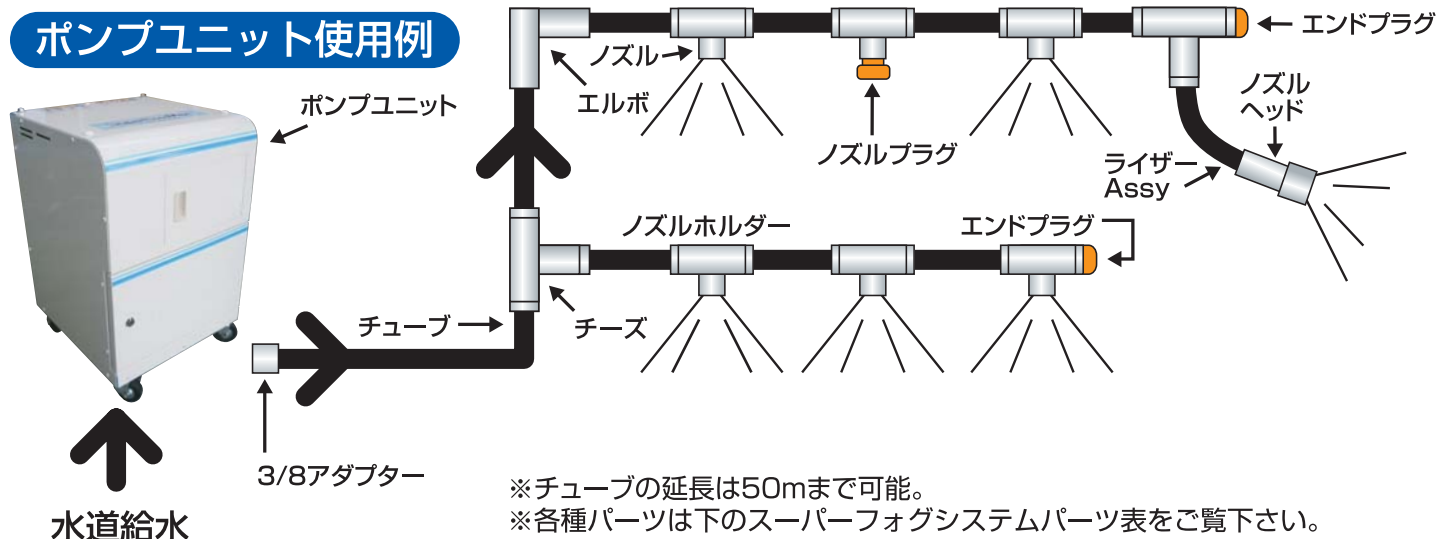 ポンプユニット使用例
エンドプラグ
ノズル
エルボ
ノズル
ヘッド
ポンプユニット
ノズルプラグ
ライザー
Assy
ノズルホルダー
エンドプラグ
チューブ
チーズ
3/8アダプター
水道給水
※チューブの延長は50mまで可能。
※各種パーツは下のスーパーフォグシステムパーツ表をご覧下さい。